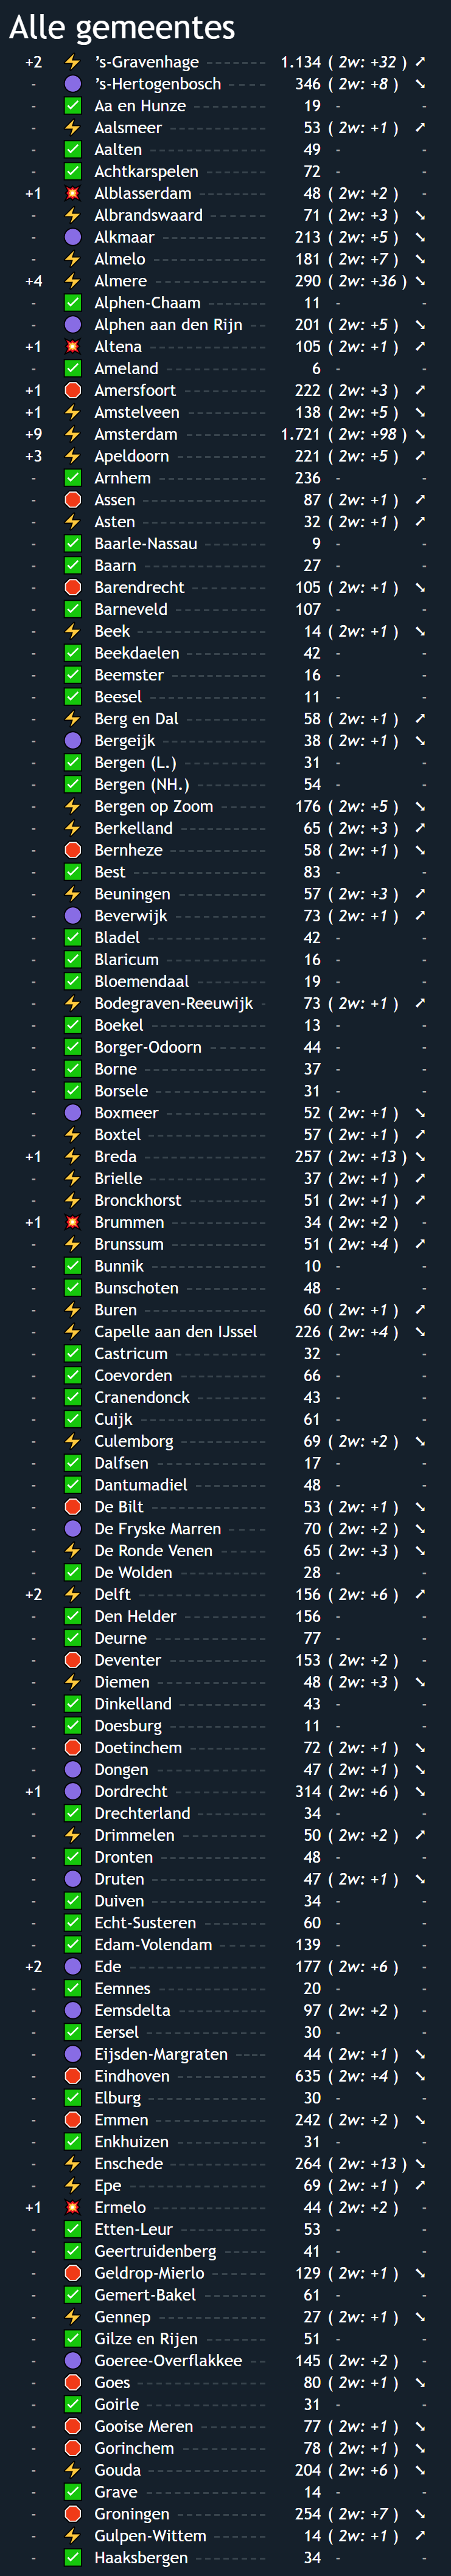 Alle gemeentes
+2 ⚡ ’s-Gravenhage ------- 1.134 ( 2w: +32 ) ➚
- 🟣 ’s-Hertogenbosch ----- 346 ( 2w: +8 ) ➘
- ✅ Aa en Hunze --------- 19 - -
- ⚡ Aalsmeer ------------ 53 ( 2w: +1 ) ➚
- ✅ Aalten -------------- 49 - -
- ✅ Achtkarspelen ------- 72 - -
+1 💥 Alblasserdam -------- 48 ( 2w: +2 ) -
- ⚡ Albrandswaard ------- 71 ( 2w: +3 ) ➘
- 🟣 Alkmaar ------------ 213 ( 2w: +5 ) ➘
- ⚡ Almelo ------------- 181 ( 2w: +7 ) ➘
+4 ⚡ Almere ------------- 290 ( 2w: +36 ) ➘
- ✅ Alphen-Chaam -------- 11 - -
- 🟣 Alphen aan den Rijn --- 201 ( 2w: +5 ) ➘
+1 💥 Altena ------------- 105 ( 2w: +1 ) ➚
- ✅ Ameland ------------- 6 - -
+1 🛑 Amersfoort ---------- 222 ( 2w: +3 ) ➚
+1 ⚡ Amstelveen ---------- 138 ( 2w: +5 ) ➘
+9 ⚡ Amsterdam ---------- 1.721 ( 2w: +98 ) ➘
+3 ⚡ Apeldoorn ----------- 221 ( 2w: +5 ) ➚
- ✅ Arnhem ------------- 236 - -
- 🛑 Assen --------------- 87 ( 2w: +1 ) ➚
- ⚡ Asten --------------- 32 ( 2w: +1 ) ➚
- ✅ Baarle-Nassau -------- 9 - -
- ✅ Baarn --------------- 27 - -
- 🛑 Barendrecht --------- 105 ( 2w: +1 ) ➘
- ✅ Barneveld ----------- 107 - -
- ⚡ Beek ---------------- 14 ( 2w: +1 ) ➘
- ✅ Beekdaelen ---------- 42 - -
- ✅ Beemster ------------ 16 - -
- ✅ Beesel -------------- 11 - -
- ⚡ Berg en Dal --------- 58 ( 2w: +1 ) ➚
- 🟣 Bergeijk ------------ 38 ( 2w: +1 ) ➘
- ✅ Bergen (L.) --------- 31 - -
- ✅ Bergen (NH.) -------- 54 - -
- ⚡ Bergen op Zoom ------ 176 ( 2w: +5 ) ➘
- ⚡ Berkelland ---------- 65 ( 2w: +3 ) ➚
- 🛑 Bernheze ------------ 58 ( 2w: +1 ) ➘
- ✅ Best ---------------- 83 - -
- ⚡ Beuningen ----------- 57 ( 2w: +3 ) ➚
- 🟣 Beverwijk ----------- 73 ( 2w: +1 ) ➚
- ✅ Bladel -------------- 42 - -
- ✅ Blaricum ------------ 16 - -
- ✅ Bloemendaal --------- 19 - -
- ⚡ Bodegraven-Reeuwijk - 73 ( 2w: +1 ) ➚
- ✅ Boekel -------------- 13 - -
- ✅ Borger-Odoorn ------- 44 - -
- ✅ Borne --------------- 37 - -
- ✅ Borsele ------------- 31 - -
- 🟣 Boxmeer ------------- 52 ( 2w: +1 ) ➘
- ⚡ Boxtel -------------- 57 ( 2w: +1 ) ➚
+1 ⚡ Breda -------------- 257 ( 2w: +13 ) ➘
- ⚡ Brielle ------------- 37 ( 2w: +1 ) ➚
- ⚡ Bronckhorst --------- 51 ( 2w: +1 ) ➚
+1 💥 Brummen ------------- 34 ( 2w: +2 ) -
- ⚡ Brunssum ------------ 51 ( 2w: +4 ) ➚
- ✅ Bunnik -------------- 10 - -
- ✅ Bunschoten ---------- 48 - -
- ⚡ Buren --------------- 60 ( 2w: +1 ) ➚
- ⚡ Capelle aan den IJssel 226 ( 2w: +4 ) ➘
- ✅ Castricum ----------- 32 - -
- ✅ Coevorden ----------- 66 - -
- ✅ Cranendonck --------- 43 - -
- ✅ Cuijk --------------- 61 - -
- ⚡ Culemborg ----------- 69 ( 2w: +2 ) ➘
- ✅ Dalfsen ------------- 17 - -
- ✅ Dantumadiel --------- 48 - -
- 🛑 De Bilt ------------- 53 ( 2w: +1 ) ➘
- 🟣 De Fryske Marren ----- 70 ( 2w: +2 ) ➘
- ⚡ De Ronde Venen ------ 65 ( 2w: +3 ) ➘
- ✅ De Wolden ----------- 28 - -
+2 ⚡ Delft -------------- 156 ( 2w: +6 ) ➚
- ✅ Den Helder ---------- 156 - -
- ✅ Deurne -------------- 77 - -
- 🛑 Deventer ----------- 153 ( 2w: +2 ) -
- ⚡ Diemen -------------- 48 ( 2w: +3 ) ➘
- ✅ Dinkelland ---------- 43 - -
- ✅ Doesburg ------------ 11 - -
- 🛑 Doetinchem ---------- 72 ( 2w: +1 ) ➘
- 🟣 Dongen -------------- 47 ( 2w: +1 ) ➘
+1 🟣 Dordrecht ----------- 314 ( 2w: +6 ) ➘
- ✅ Drechterland -------- 34 - -
- ⚡ Drimmelen ----------- 50 ( 2w: +2 ) ➚
- ✅ Dronten ------------- 48 - -
- 🟣 Druten -------------- 47 ( 2w: +1 ) ➘
- ✅ Duiven -------------- 34 - -
- ✅ Echt-Susteren -------- 60 - -
- ✅ Edam-Volendam ------ 139 - -
+2 🟣 Ede ---------------- 177 ( 2w: +6 ) -
- ✅ Eemnes -------------- 20 - -
- 🟣 Eemsdelta ----------- 97 ( 2w: +2 ) -
- ✅ Eersel -------------- 30 - -
- 🟣 Eijsden-Margraten ---- 44 ( 2w: +1 ) ➘
- 🛑 Eindhoven ----------- 635 ( 2w: +4 ) ➘
- ✅ Elburg -------------- 30 - -
- 🛑 Emmen -------------- 242 ( 2w: +2 ) ➘
- ✅ Enkhuizen ----------- 31 - -
- ⚡ Enschede ----------- 264 ( 2w: +13 ) ➘
- ⚡ Epe ----------------- 69 ( 2w: +1 ) ➚
+1 💥 Ermelo -------------- 44 ( 2w: +2 ) -
- ✅ Etten-Leur ---------- 53 - -
- ✅ Geertruidenberg ------ 41 - -
- 🛑 Geldrop-Mierlo ------- 129 ( 2w: +1 ) ➘
- ✅ Gemert-Bakel -------- 61 - -
- ⚡ Gennep -------------- 27 ( 2w: +1 ) ➘
- ✅ Gilze en Rijen ------- 51 - -
- 🟣 Goeree-Overflakkee --- 145 ( 2w: +2 ) -
- 🛑 Goes ---------------- 80 ( 2w: +1 ) ➘
- ✅ Goirle -------------- 31 - -
- 🛑 Gooise Meren -------- 77 ( 2w: +1 ) ➘
- 🛑 Gorinchem ----------- 78 ( 2w: +1 ) ➘
- ⚡ Gouda -------------- 204 ( 2w: +6 ) ➘
- ✅ Grave --------------- 14 - -
- 🛑 Groningen ----------- 254 ( 2w: +7 ) ➘
- ⚡ Gulpen-Wittem ------- 14 ( 2w: +1 ) ➚
- ✅ Haaksbergen --------- 34 - -